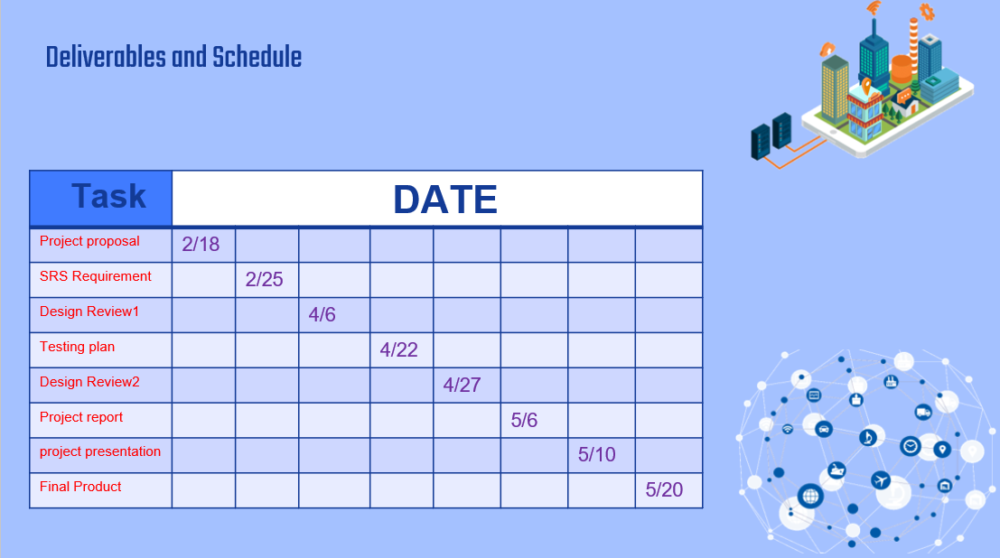 Deliverables and Schedule
Task DATE
Project proposal 2/18
SRS Requirement 2/25
Design Review1 4/6
Testing plan 4/22
Design Review2 4/27
Project report 5/6
project presentation 5/10
Final Product 5/20